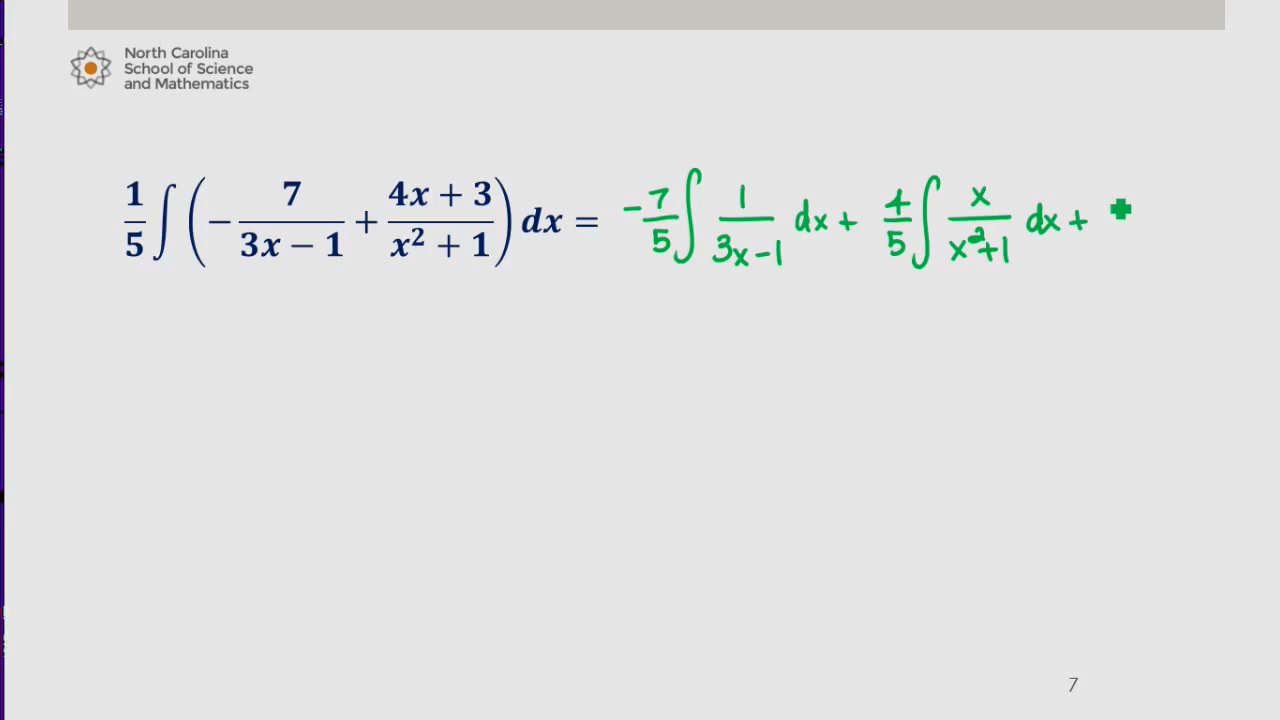 North Carolina
School of Science
and Mathematics
1/5 ∫ (− 7/(3x − 1) + (4x + 3)/(x² + 1)) dx = −7/5 ∫ 1/(3x−1) dx + 4/5 ∫ x/(x²+1) dx +
7